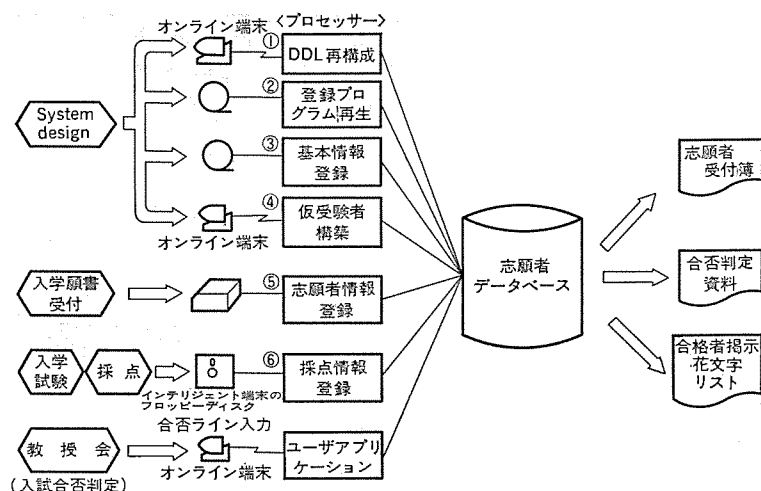 オンライン端末
〈プロセッサー〉
①
DDL再構成
②
登録プロ
グラム再生
System
design
③
基本情報
登録
④
仮受験者
構築
オンライン端末
入学願書
受付
⑤
志願者情報
登録
入学
試験
採点
⑥
採点情報
登録
インテリジェント端末の
フロッピーディスク
合否ライン入力
教授会
(入試合否判定)
オンライン端末
ユーザアプリ
ケーション
志願者
データベース
志願者
受付簿
合否判定
資料
合格者掲示
花文字
リスト